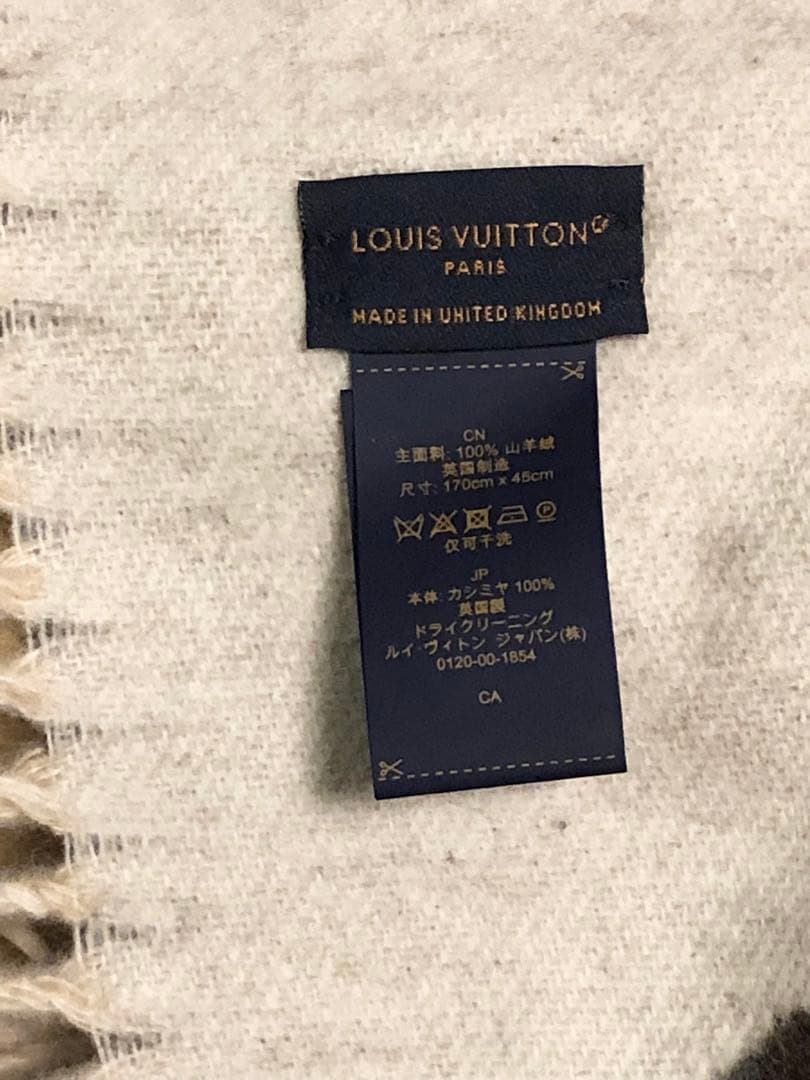 LOUIS VUITTON
PARIS
MADE IN UNITED KINGDOM
CN
主面料: 100% 山羊绒
英国制造
尺寸: 170cm x 45cm
P
仅可干洗
JP
本体: カシミヤ 100%
英国製
ドライクリーニング
ルイ・ヴィトン ジャパン(株)
0120-00-1854
CA